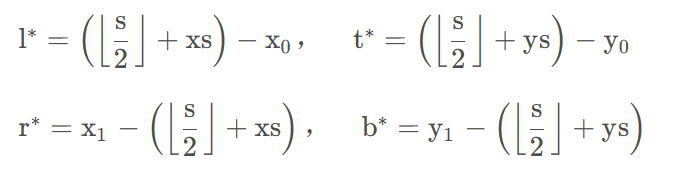 l* = (⌊s/2⌋ + xs) − x₀ , t* = (⌊s/2⌋ + ys) − y₀
r* = x₁ − (⌊s/2⌋ + xs) , b* = y₁ − (⌊s/2⌋ + ys)